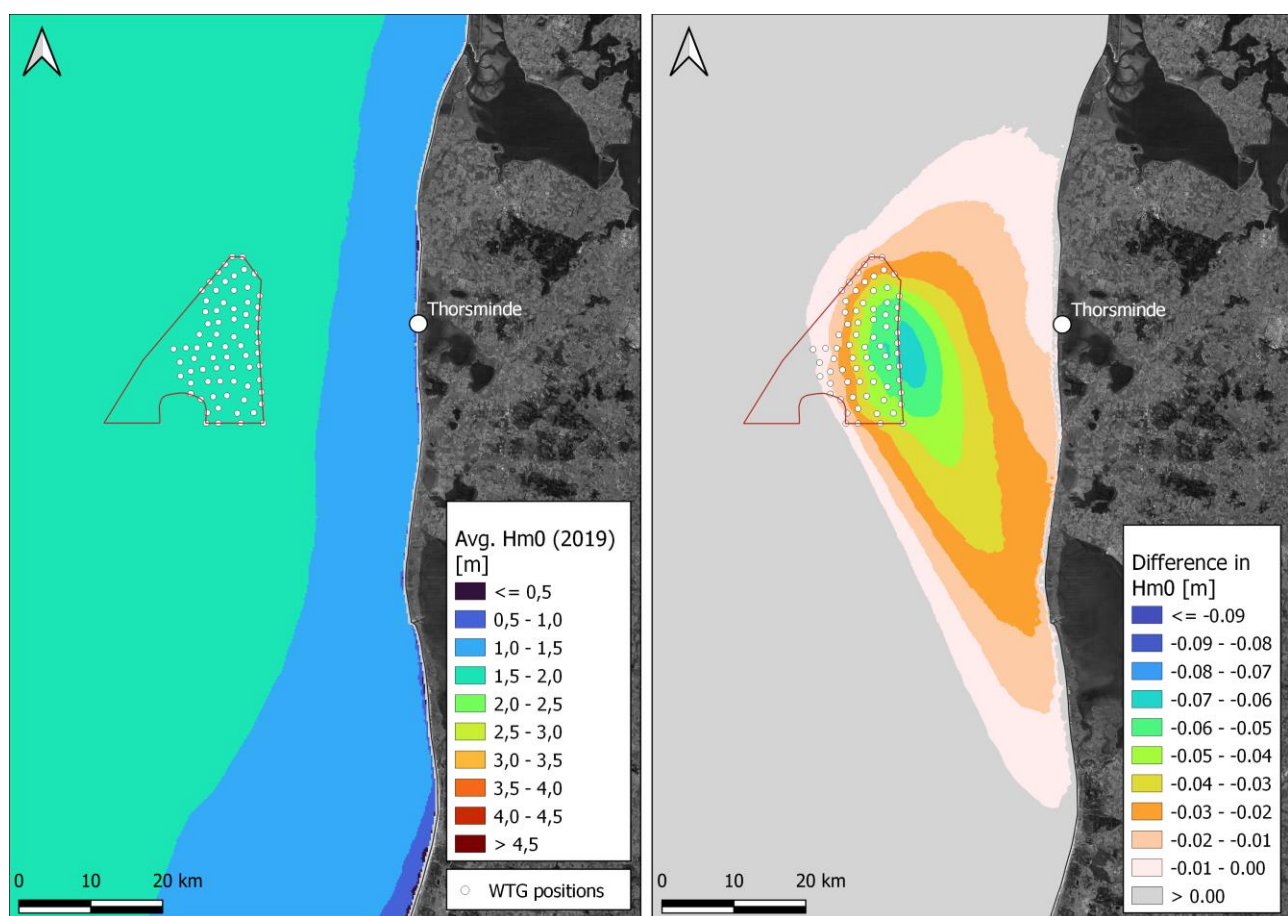 Thorsminde
Avg. Hm0 (2019)
[m]
<= 0,5
0,5 - 1,0
1,0 - 1,5
1,5 - 2,0
2,0 - 2,5
2,5 - 3,0
3,0 - 3,5
3,5 - 4,0
4,0 - 4,5
> 4,5
WTG positions
0 10 20 km
Thorsminde
Difference in
Hm0 [m]
<= -0.09
-0.09 - -0.08
-0.08 - -0.07
-0.07 - -0.06
-0.06 - -0.05
-0.05 - -0.04
-0.04 - -0.03
-0.03 - -0.02
-0.02 - -0.01
-0.01 - 0.00
> 0.00
0 10 20 km